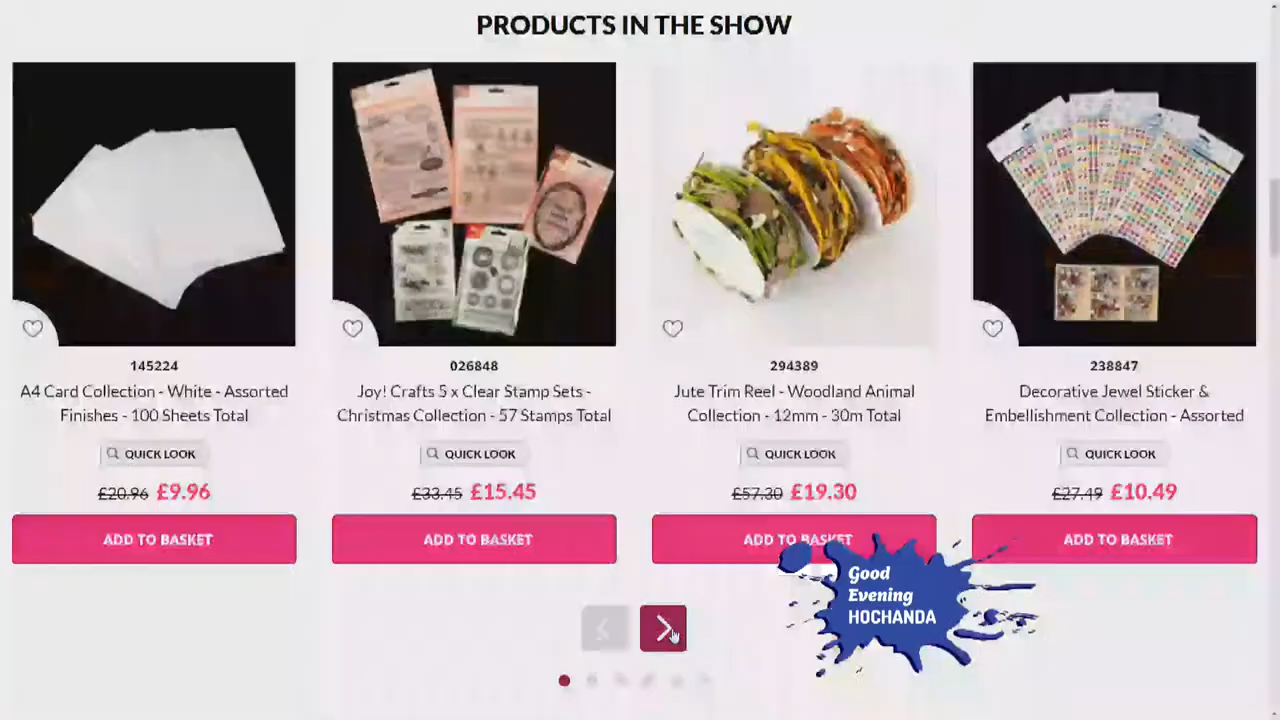 PRODUCTS IN THE SHOW
145224
A4 Card Collection - White - Assorted
Finishes - 100 Sheets Total
QUICK LOOK
£20.96 £9.96
ADD TO BASKET
026848
Joy! Crafts 5 x Clear Stamp Sets -
Christmas Collection - 57 Stamps Total
QUICK LOOK
£33.45 £15.45
ADD TO BASKET
294389
Jute Trim Reel - Woodland Animal
Collection - 12mm - 30m Total
QUICK LOOK
£57.30 £19.30
ADD TO BASKET
238847
Decorative Jewel Sticker &
Embellishment Collection - Assorted
QUICK LOOK
£27.49 £10.49
ADD TO BASKET
Good
Evening
HOCHANDA